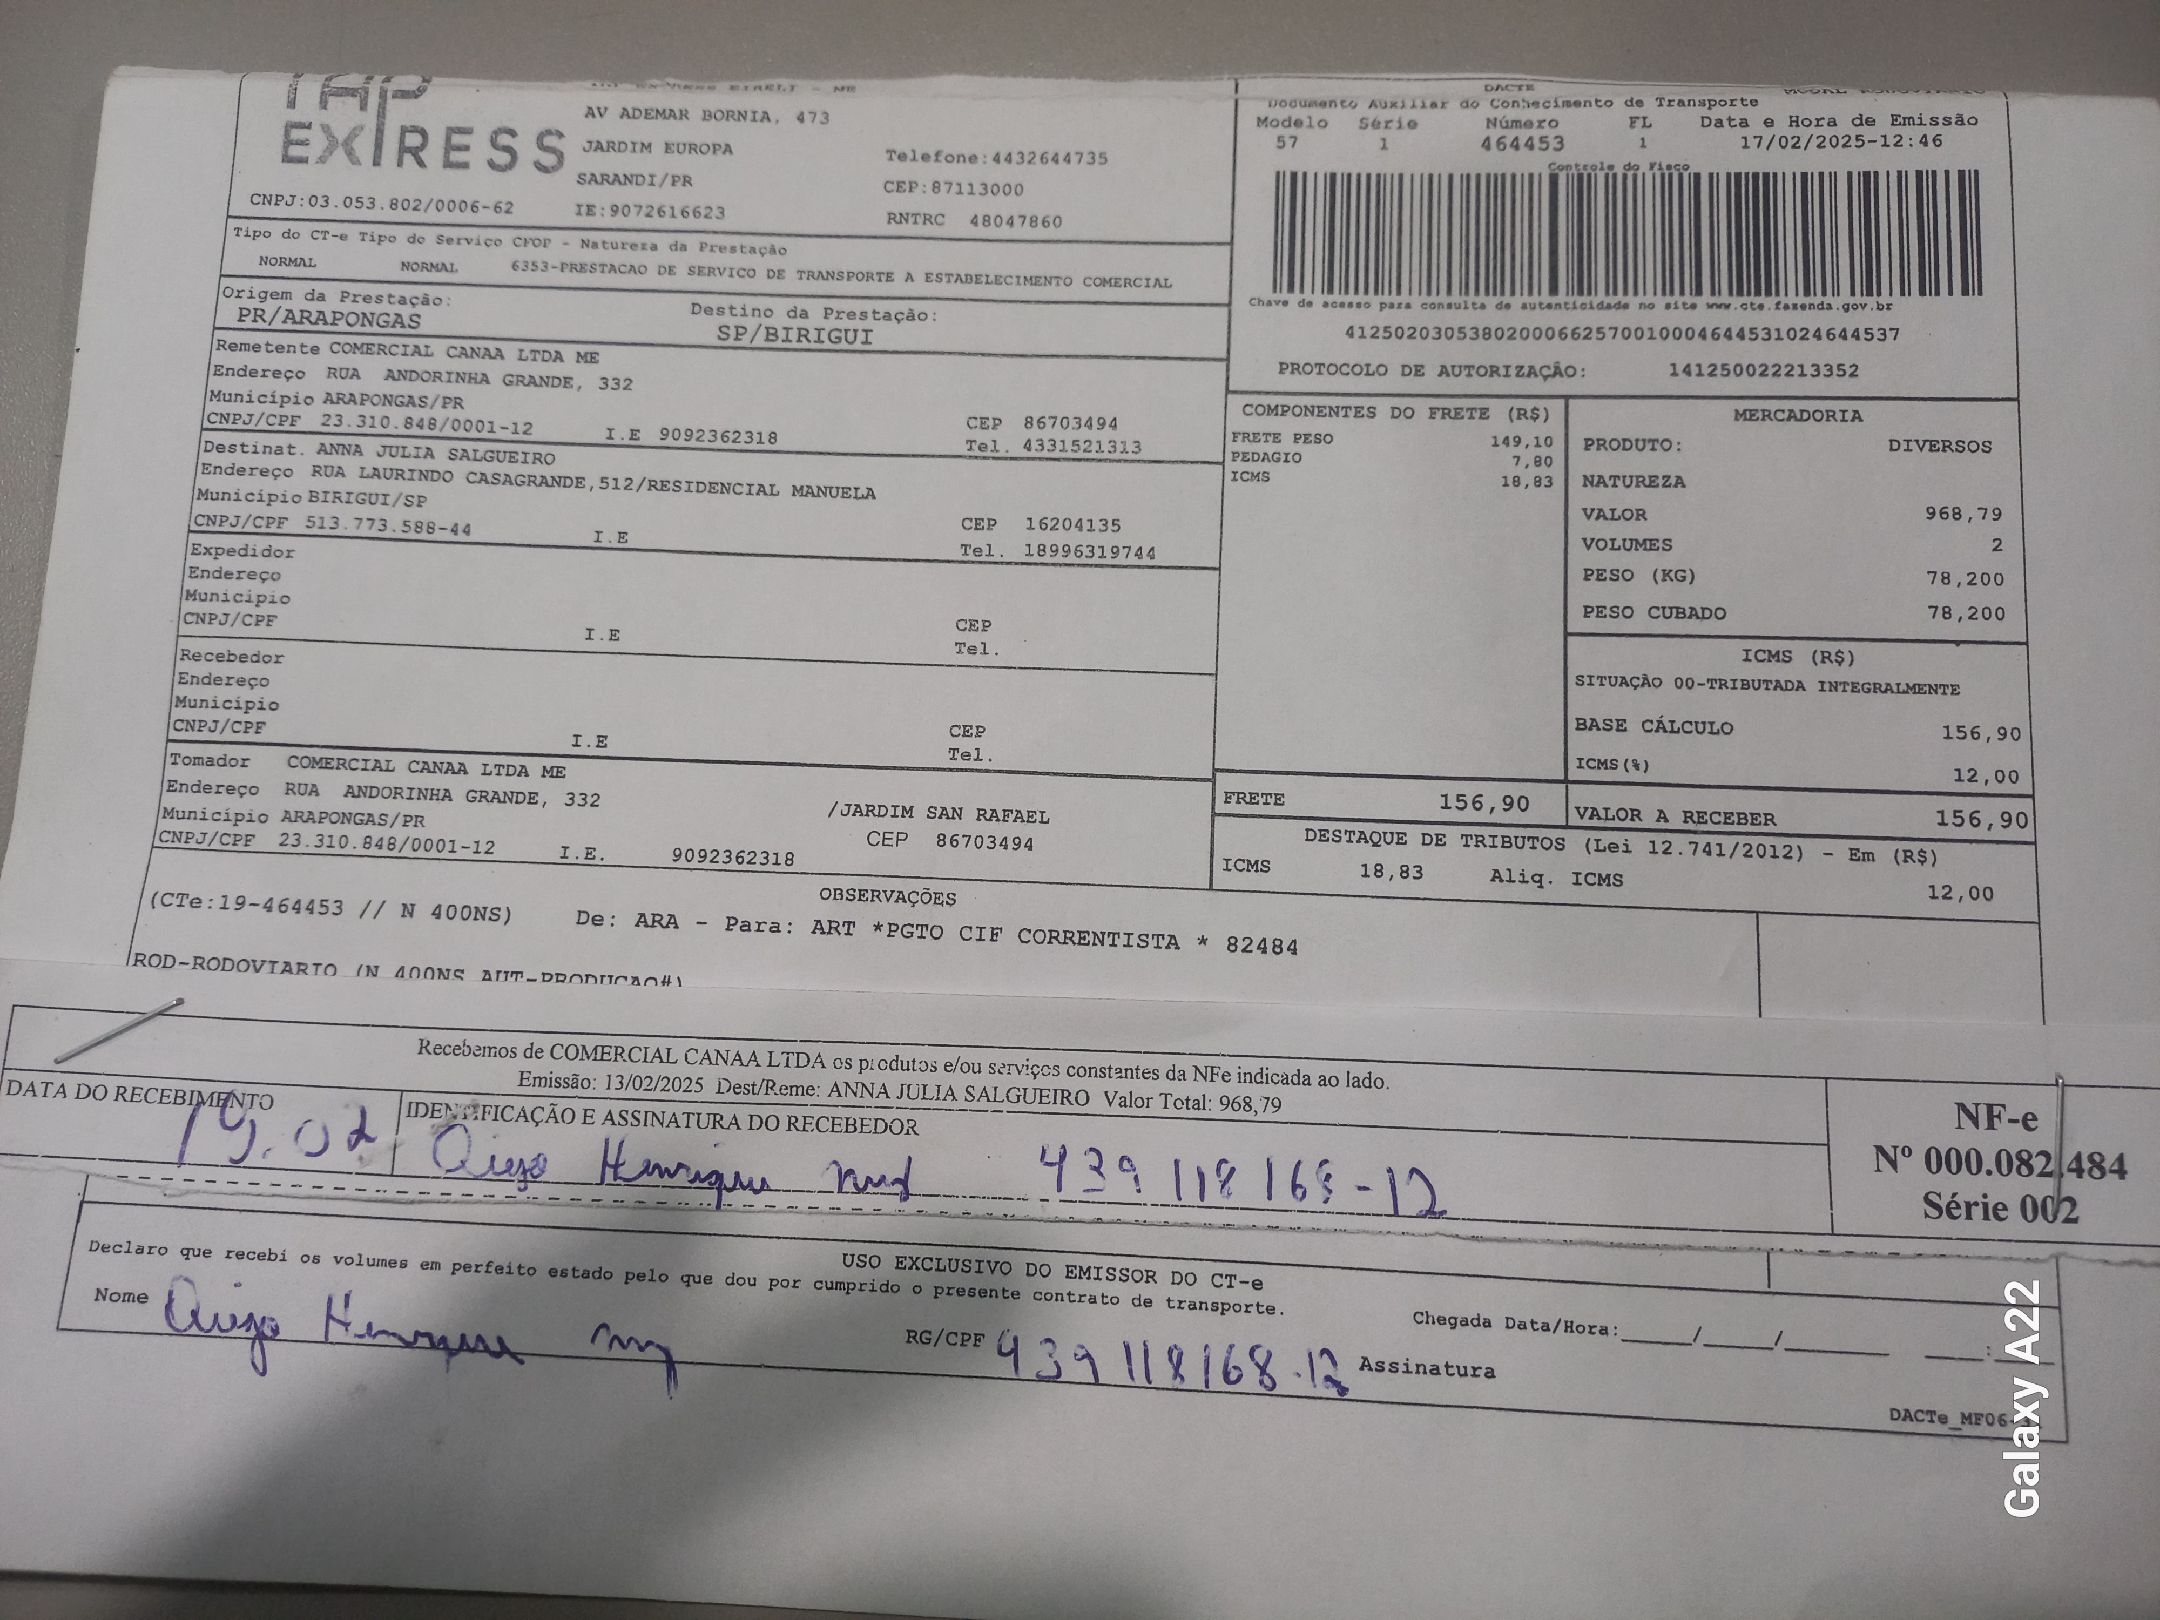 TAP
EXPRESS
AV ADEMAR BORNIA, 473
JARDIM EUROPA
SARANDI/PR
IE:9072616623
Telefone:4432644735
CEP:87113000
RNTRC 48047860
CNPJ:03.053.802/0006-62
Tipo do CT-e Tipo do Serviço CFOP - Natureza da Prestação
NORMAL NORMAL 6353-PRESTACAO DE SERVICO DE TRANSPORTE A ESTABELECIMENTO COMERCIAL
Origem da Prestação: Destino da Prestação:
PR/ARAPONGAS SP/BIRIGUI
Remetente COMERCIAL CANAA LTDA ME
Endereço RUA ANDORINHA GRANDE, 332
Município ARAPONGAS/PR CEP 86703494
CNPJ/CPF 23.310.848/0001-12 I.E 9092362318 Tel. 4331521313
Destinat. ANNA JULIA SALGUEIRO
Endereço RUA LAURINDO CASAGRANDE,512/RESIDENCIAL MANUELA
Município BIRIGUI/SP CEP 16204135
CNPJ/CPF 513.773.588-44 I.E Tel. 18996319744
Expedidor
Endereço
Município CEP
CNPJ/CPF I.E Tel.
Recebedor
Endereço
Município CEP
CNPJ/CPF I.E Tel.
Tomador COMERCIAL CANAA LTDA ME
Endereço RUA ANDORINHA GRANDE, 332 /JARDIM SAN RAFAEL
Município ARAPONGAS/PR CEP 86703494
CNPJ/CPF 23.310.848/0001-12 I.E. 9092362318
DACTE
Documento Auxiliar do Conhecimento de Transporte
Modelo Série Número FL Data e Hora de Emissão
57 1 464453 1 17/02/2025-12:46
Controle do Fisco
Chave de acesso para consulta de autenticidade no site www.cte.fazenda.gov.br
41250203053802000662570010004644531024644537
PROTOCOLO DE AUTORIZAÇÃO: 141250022213352
COMPONENTES DO FRETE (R$)
FRETE PESO 149,10
PEDAGIO 7,80
ICMS 18,83
MERCADORIA
PRODUTO: DIVERSOS
NATUREZA
VALOR 968,79
VOLUMES 2
PESO (KG) 78,200
PESO CUBADO 78,200
ICMS (R$)
SITUAÇÃO 00-TRIBUTADA INTEGRALMENTE
BASE CÁLCULO 156,90
ICMS(%) 12,00
FRETE 156,90 VALOR A RECEBER 156,90
DESTAQUE DE TRIBUTOS (Lei 12.741/2012) - Em (R$)
ICMS 18,83 Aliq. ICMS 12,00
OBSERVAÇÕES
(CTe:19-464453 // N 400NS) De: ARA - Para: ART *PGTO CIF CORRENTISTA * 82484
ROD-RODOVIARIO (N 400NS AUT-PRODUCAO#)
Recebemos de COMERCIAL CANAA LTDA os produtos e/ou serviços constantes da NFe indicada ao lado.
Emissão: 13/02/2025 Dest/Reme: ANNA JULIA SALGUEIRO Valor Total: 968,79
DATA DO RECEBIMENTO IDENTIFICAÇÃO E ASSINATURA DO RECEBEDOR
19.02 Henrique 439118168-12
NF-e
Nº 000.082.484
Série 002
USO EXCLUSIVO DO EMISSOR DO CT-e
Declaro que recebi os volumes em perfeito estado pelo que dou por cumprido o presente contrato de transporte.
Nome Henrique RG/CPF 439118168-12 Assinatura
Chegada Data/Hora:_____/____/______ ____:____
DACTe_MF06
Galaxy A22